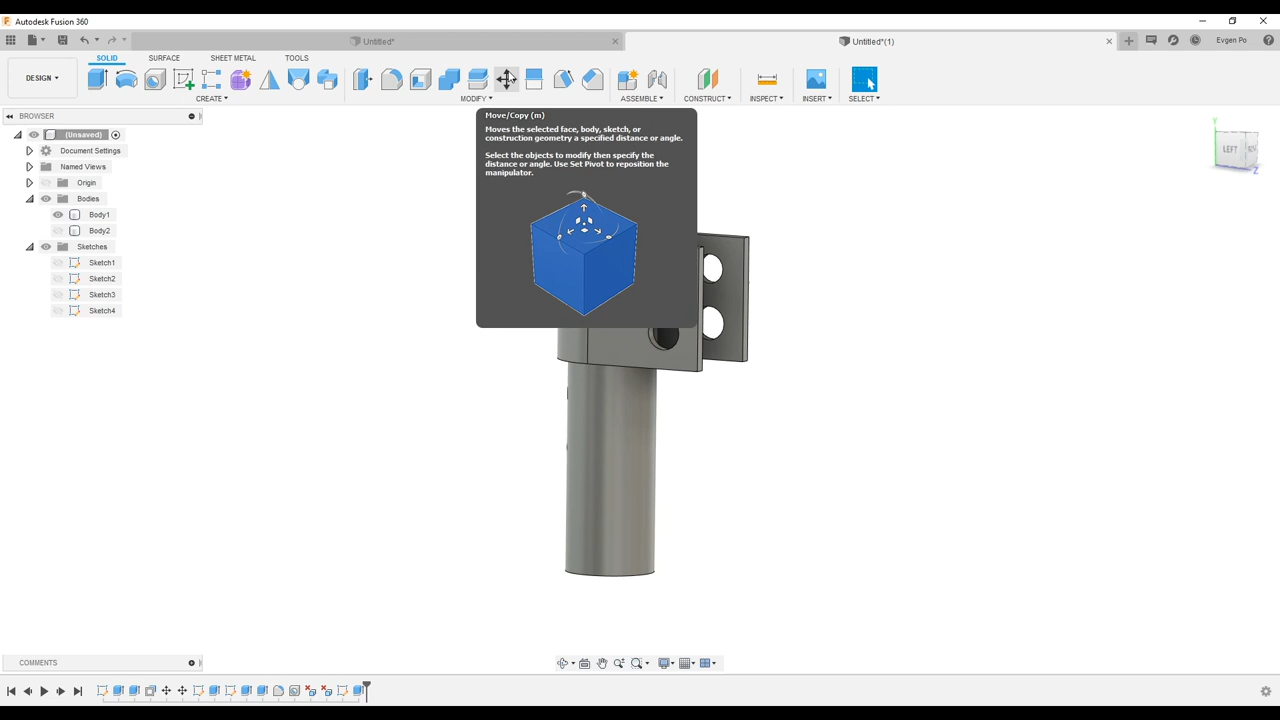 Autodesk Fusion 360
Untitled*
Untitled*(1)
Evgen Po
DESIGN
SOLID
SURFACE
SHEET METAL
TOOLS
CREATE
MODIFY
ASSEMBLE
CONSTRUCT
INSPECT
INSERT
SELECT
BROWSER
(Unsaved)
Document Settings
Named Views
Origin
Bodies
Body1
Body2
Sketches
Sketch1
Sketch2
Sketch3
Sketch4
Move/Copy (m)
Moves the selected face, body, sketch, or
construction geometry a specified distance or angle.
Select the objects to modify then specify the
distance or angle. Use Set Pivot to reposition the
manipulator.
Y
LEFT
Z
COMMENTS